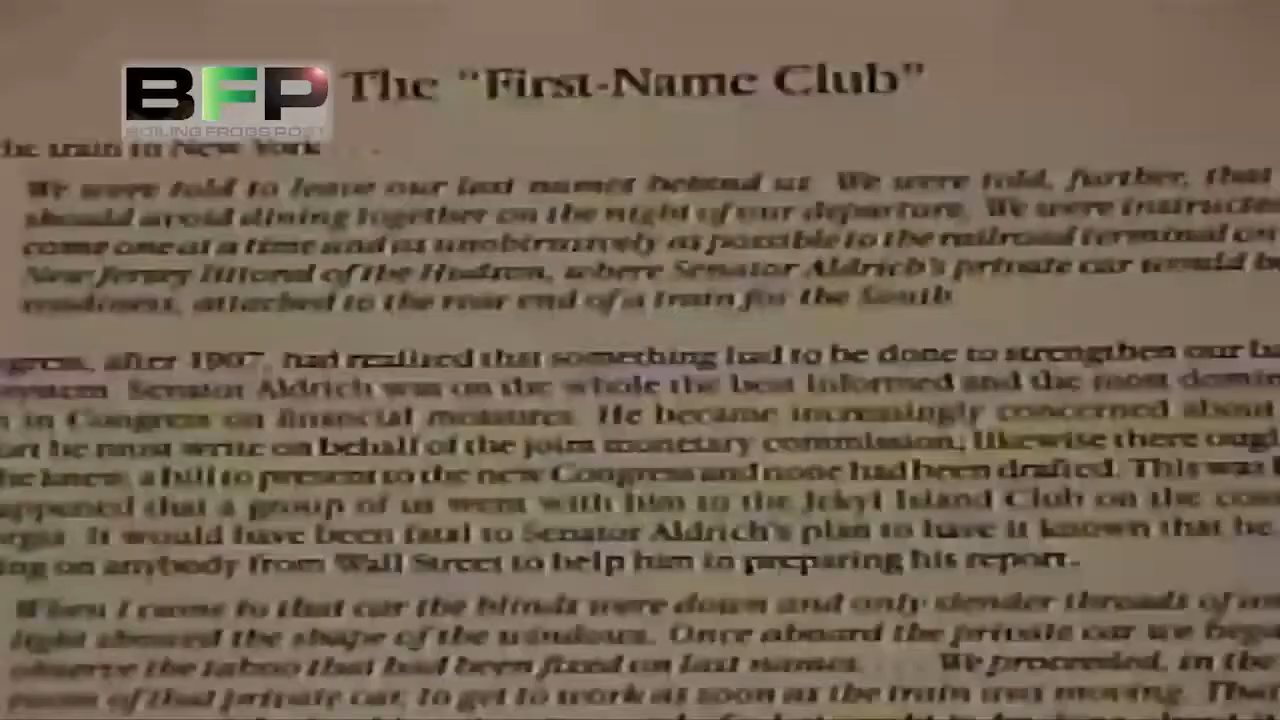 BFP
BOILING FROGS POST
The "First-Name Club"
he train to New York . . .
We were told to leave our last names behind us. We were told, further, that
should avoid dining together on the night of our departure. We were instructe
come one at a time and as unobtrusively as possible to the railroad terminal on
New Jersey littoral of the Hudson, where Senator Aldrich's private car would be
readiness, attached to the rear end of a train for the South.
gress, after 1907, had realized that something had to be done to strengthen our
system. Senator Aldrich was on the whole the best informed and the most
in Congress on financial measures. He became increasingly concerned about
he must write on behalf of the joint monetary commission; likewise there ough
he knew, a bill to present to the new Congress and none had been drafted. This was
appened that a group of us went with him to the Jekyl Island Club on the
rgia. It would have been fatal to Senator Aldrich's plan to have it known that he
ing on anybody from Wall Street to help him in preparing his report.
When I came to that car the blinds were down and only slender threads of
light showed the shape of the windows. Once aboard the private car we bega
observe the taboo that had been fixed on last names. . . . We proceeded, in the
room of that private car, to get to work as soon as the train was moving. That